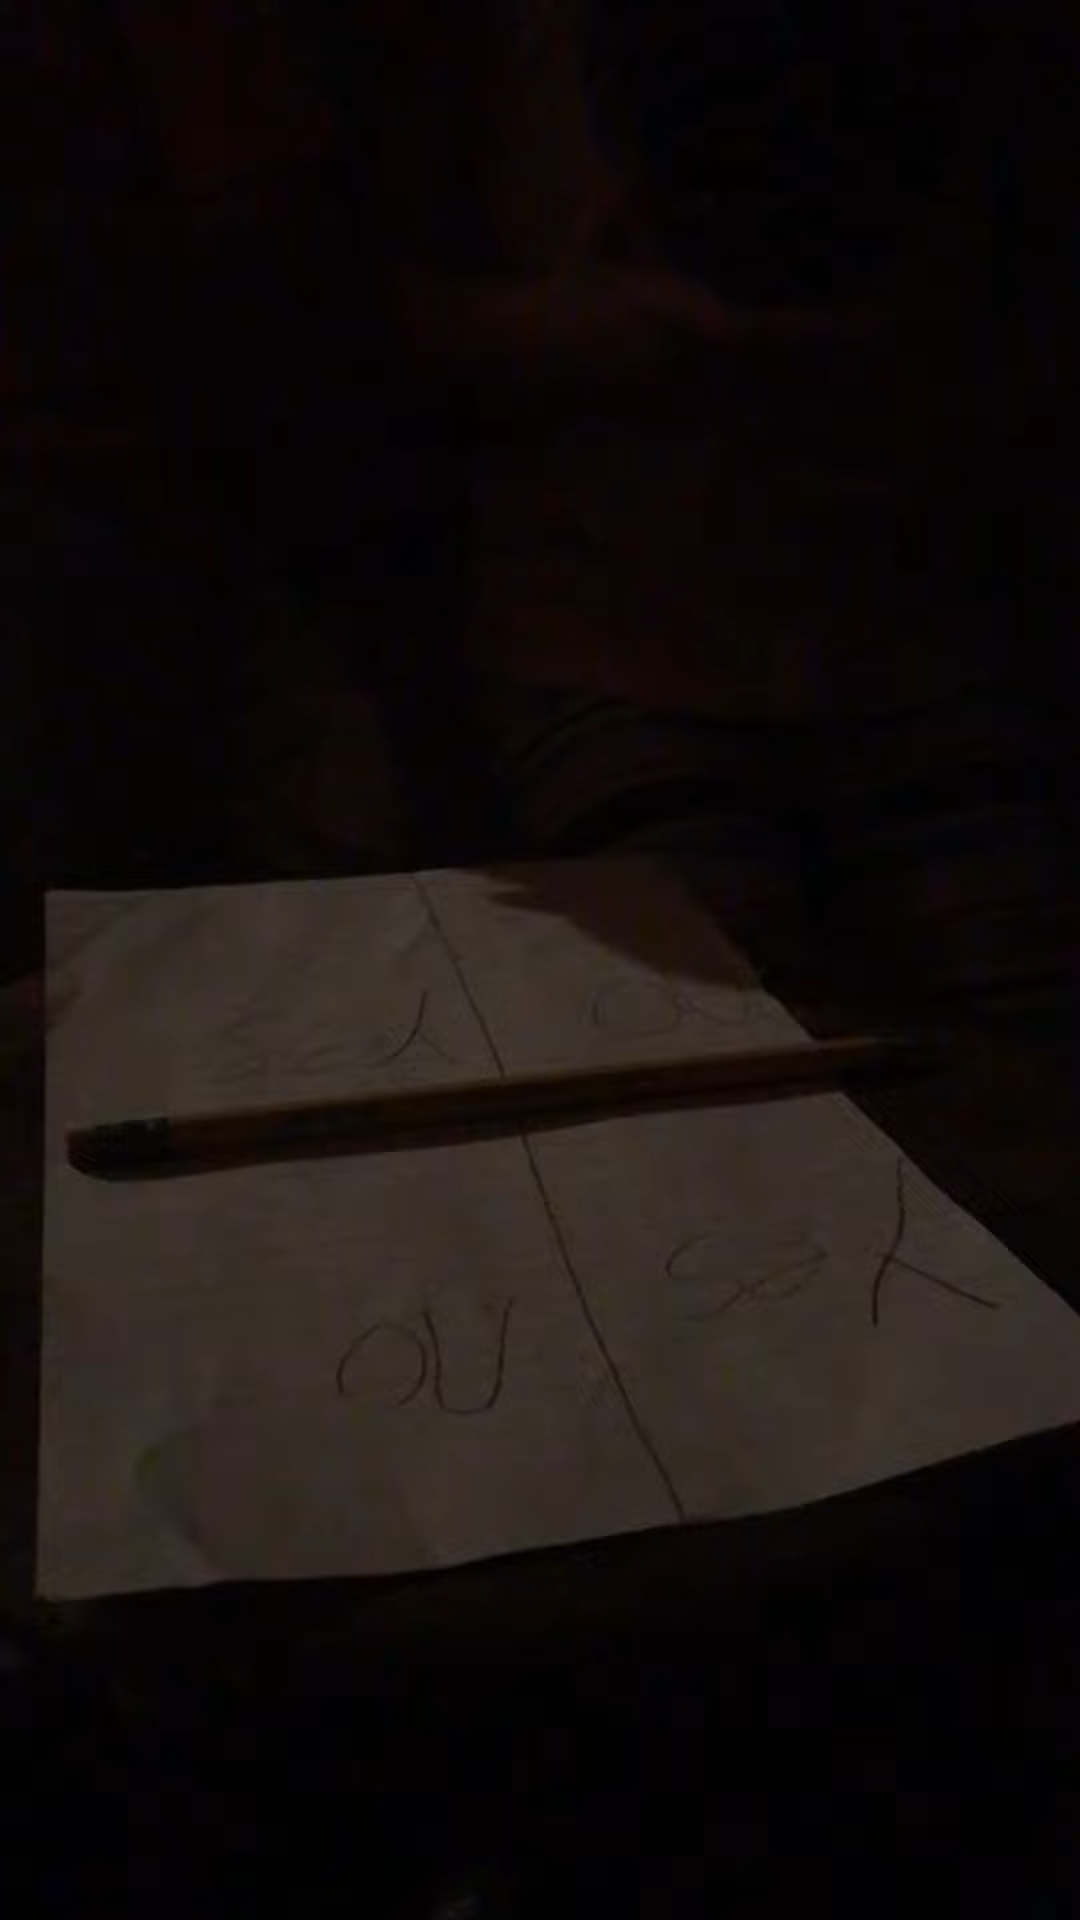 Yes no
no Yes